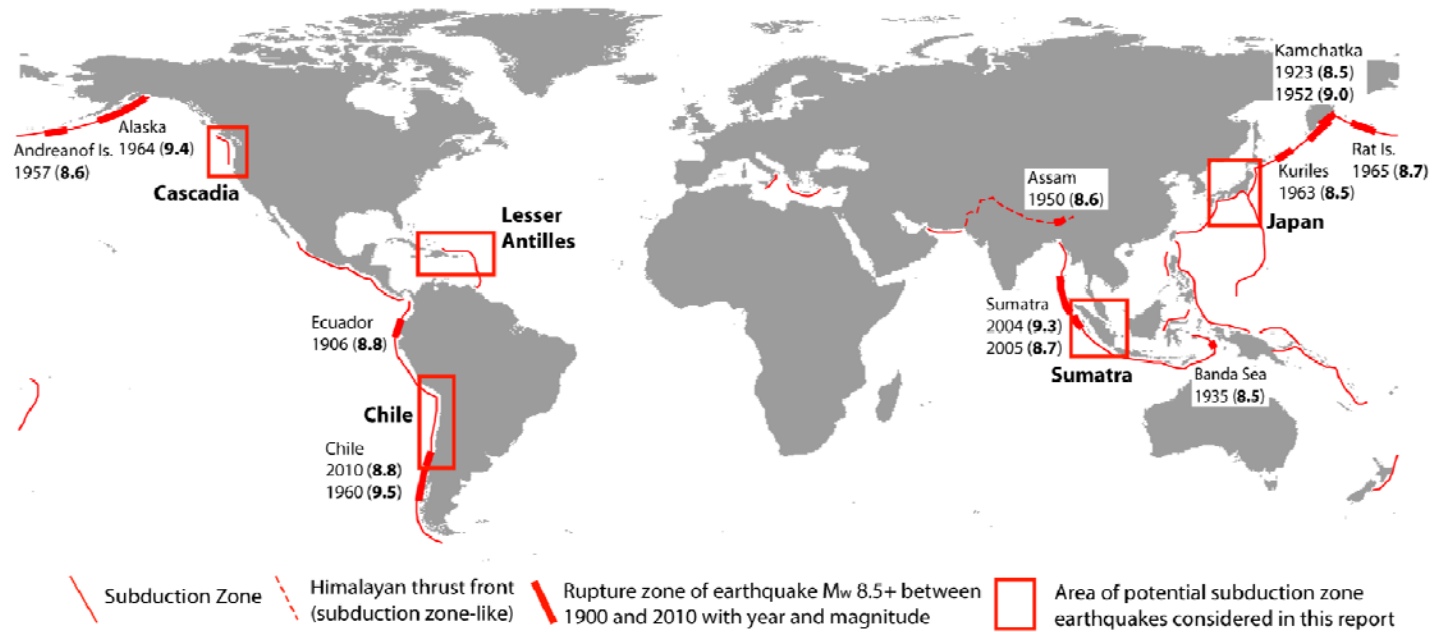 Kamchatka
1923 (8.5)
1952 (9.0)
Alaska
1964 (9.4)
Andreanof Is.
1957 (8.6)
Cascadia
Rat Is.
1965 (8.7)
Kuriles
1963 (8.5)
Assam
1950 (8.6)
Japan
Lesser
Antilles
Ecuador
1906 (8.8)
Sumatra
2004 (9.3)
2005 (8.7)
Sumatra
Banda Sea
1935 (8.5)
Chile
Chile
2010 (8.8)
1960 (9.5)
Subduction Zone
Himalayan thrust front
(subduction zone-like)
Rupture zone of earthquake Mw 8.5+ between
1900 and 2010 with year and magnitude
Area of potential subduction zone
earthquakes considered in this report